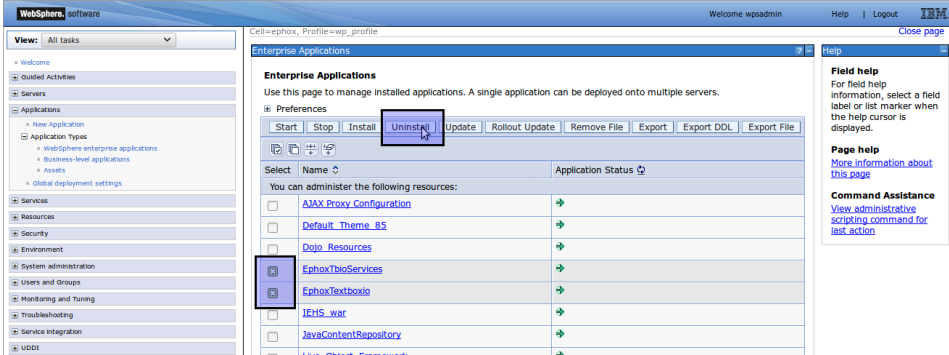 WebSphere. software
Welcome wpsadmin
Help | Logout
IBM
View: All tasks
Cell=ephox, Profile=wp_profile
Close page
Welcome
Guided Activities
Servers
Applications
New Application
Application Types
WebSphere enterprise applications
Business-level applications
Assets
Global deployment settings
Services
Resources
Security
Environment
System administration
Users and Groups
Monitoring and Tuning
Troubleshooting
Service integration
UDDI
Enterprise Applications
Enterprise Applications
Use this page to manage installed applications. A single application can be deployed onto multiple servers.
Preferences
Start Stop Install Uninstall Update Rollout Update Remove File Export Export DDL Export File
Select Name Application Status
You can administer the following resources:
AJAX Proxy Configuration
Default_Theme_85
Dojo_Resources
EphoxTbioServices
EphoxTextboxio
IEHS_war
JavaContentRepository
Live_Object_Framework
Help
Field help
For field help
information, select a field
label or list marker when
the help cursor is
displayed.
Page help
More information about
this page
Command Assistance
View administrative
scripting command for
last action